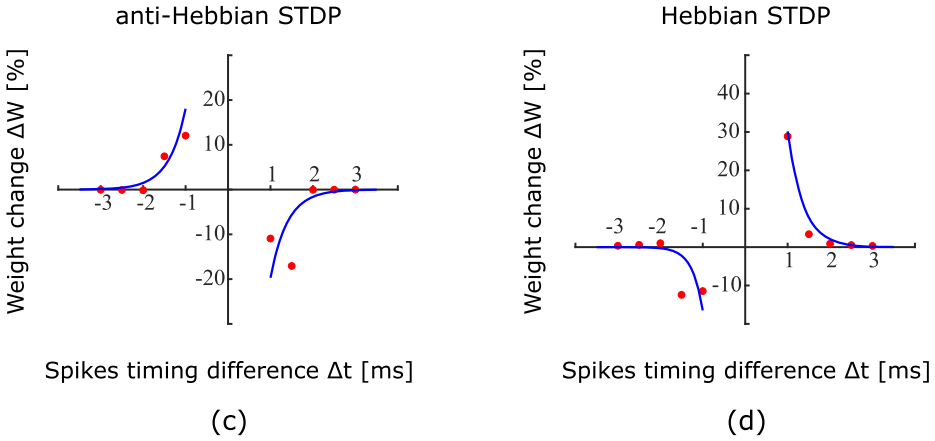 anti-Hebbian STDP
Weight change ΔW [%]
20
10
-3 -2 -1
1 2 3
-10
-20
Spikes timing difference Δt [ms]
(c)
Hebbian STDP
Weight change ΔW [%]
40
30
20
10
-3 -2 -1
1 2 3
-10
Spikes timing difference Δt [ms]
(d)